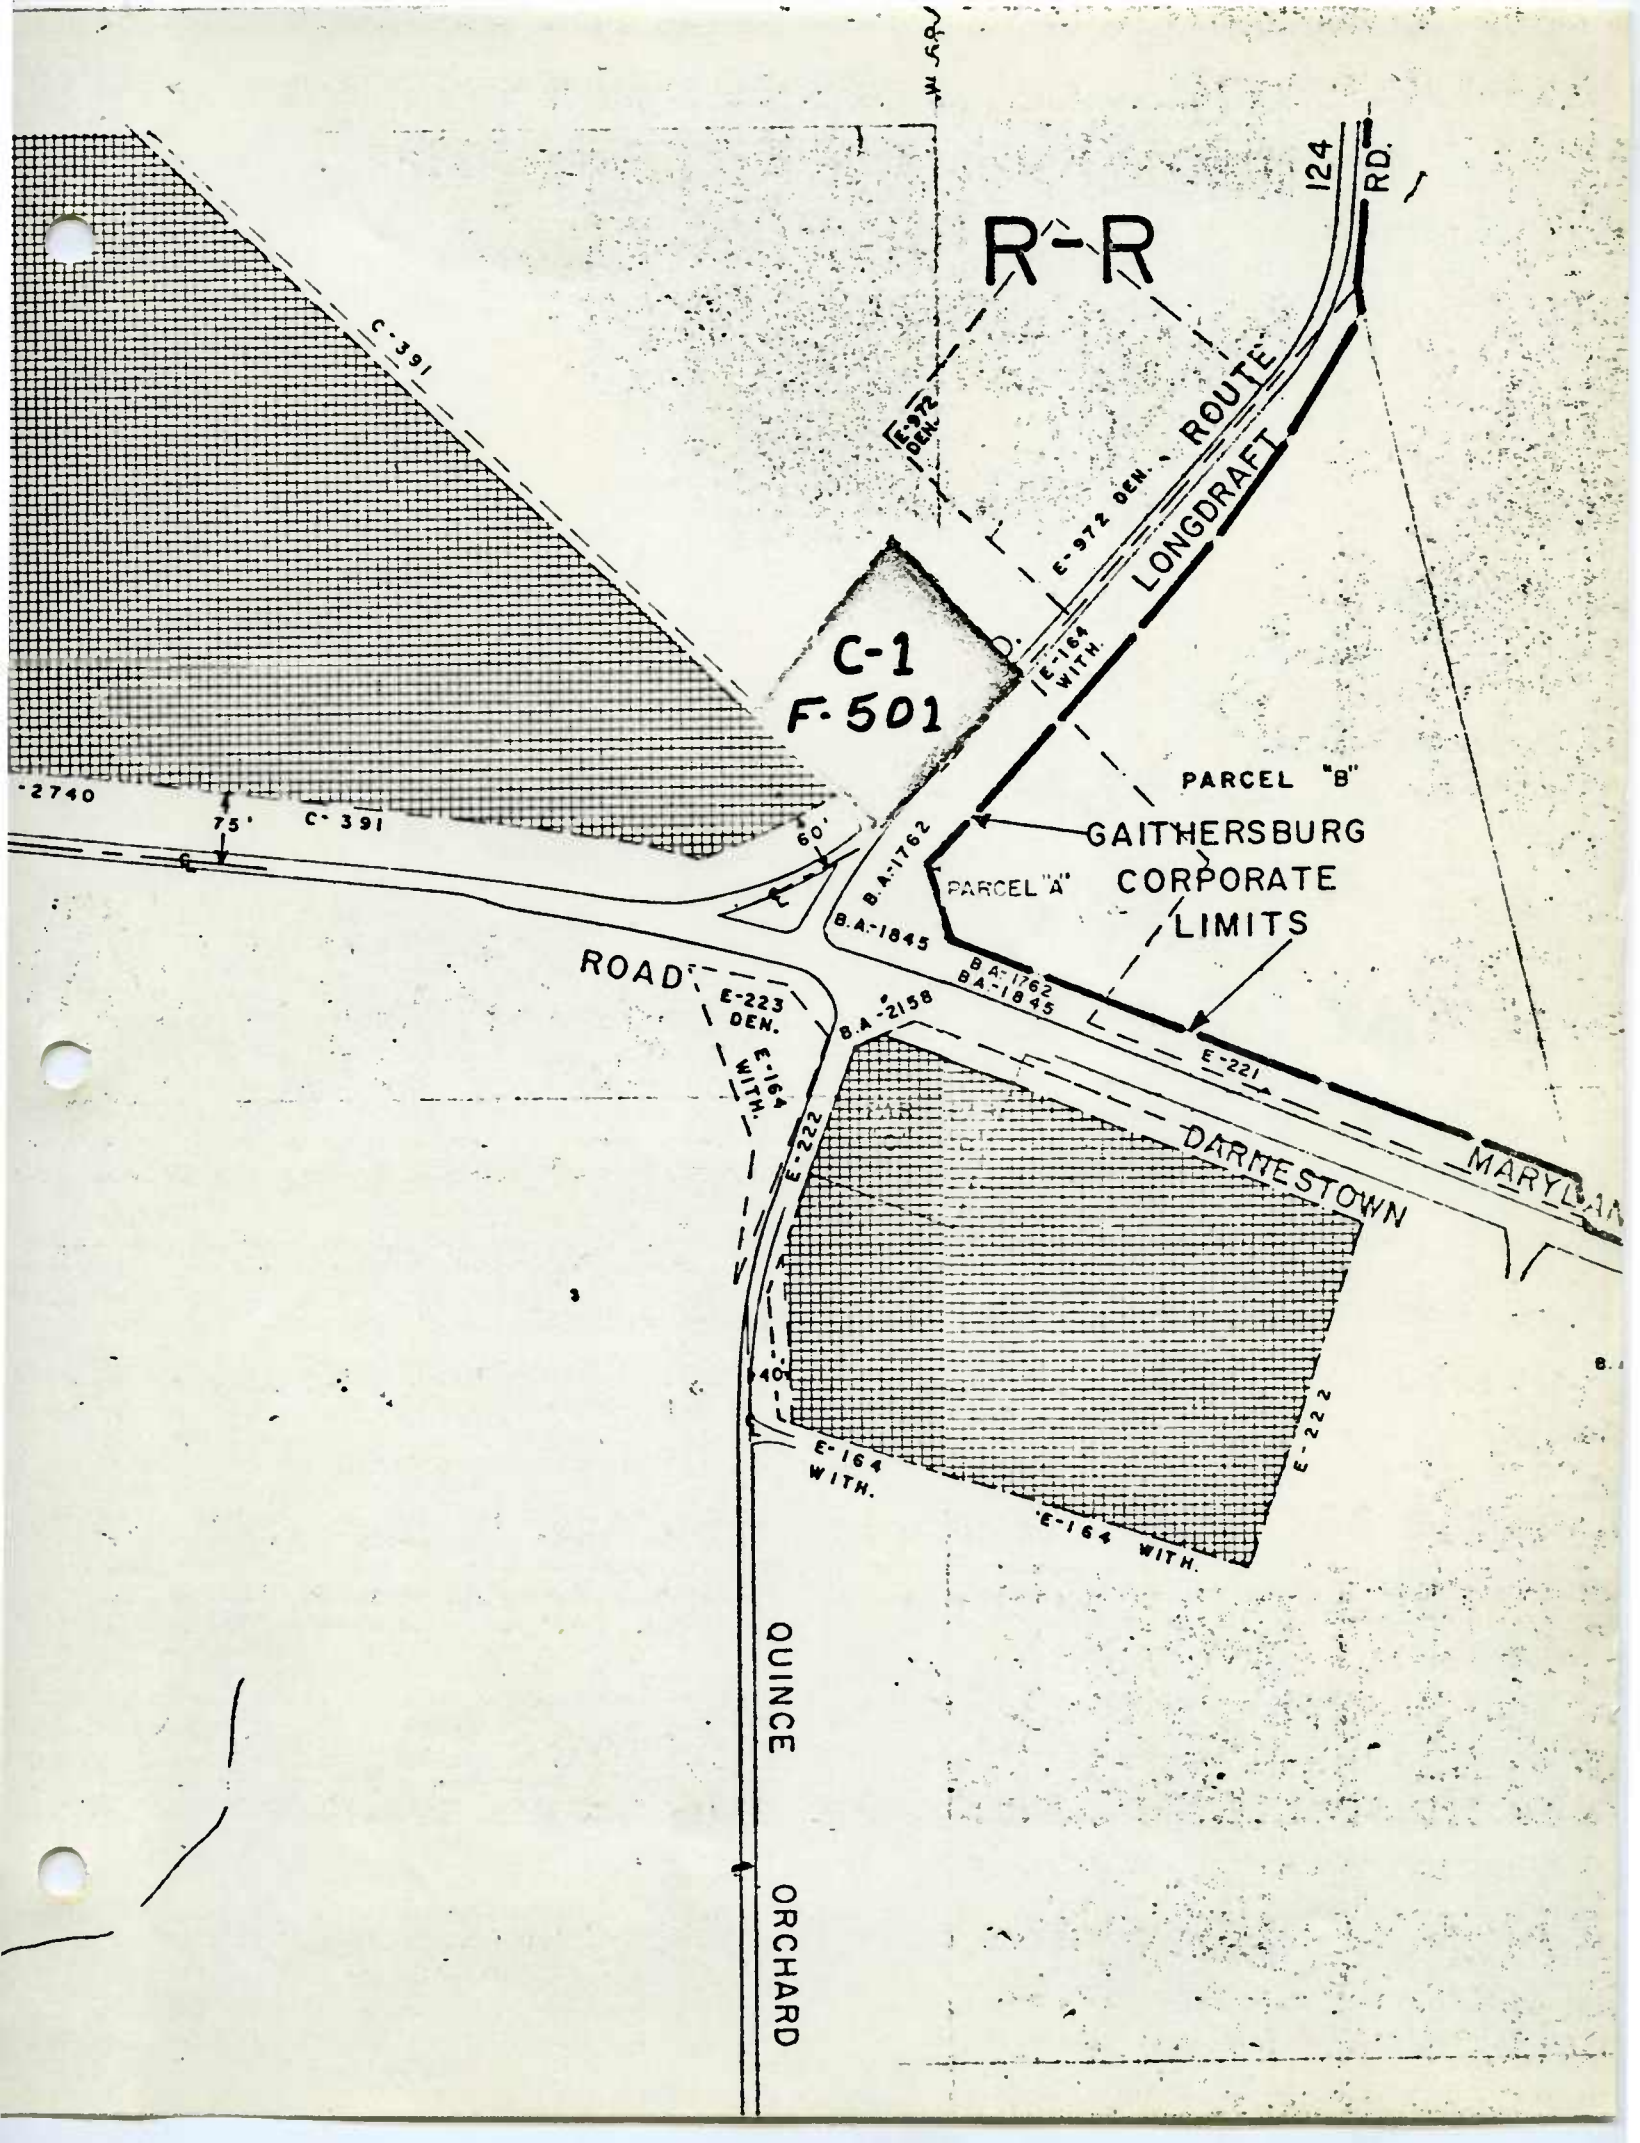 124
RD.
R-R
C-391
E-972
DEN.
ROUTE
E-972 DEN.
LONGDRAFT
C-1
F-501
E-164
WITH.
PARCEL "B"
-2740
75'
C-391
60'
B.A.-1762
GAITHERSBURG
PARCEL "A"
CORPORATE
B.A.-1845
LIMITS
ROAD
B.A.-1762
B.A.-1845
E-223
DEN.
B.A.-2158
E-164
WITH.
E-221
E-222
DARNESTOWN
MARYLAN
40'
B.
E-222
E-164
WITH.
E-164 WITH.
QUINCE
ORCHARD